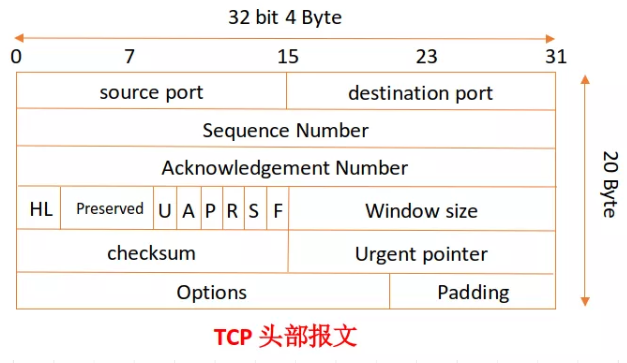 32 bit 4 Byte
0 7 15 23 31
source port destination port
Sequence Number
Acknowledgement Number
HL Preserved U A P R S F Window size
checksum Urgent pointer
Options Padding
20 Byte
TCP 头部报文